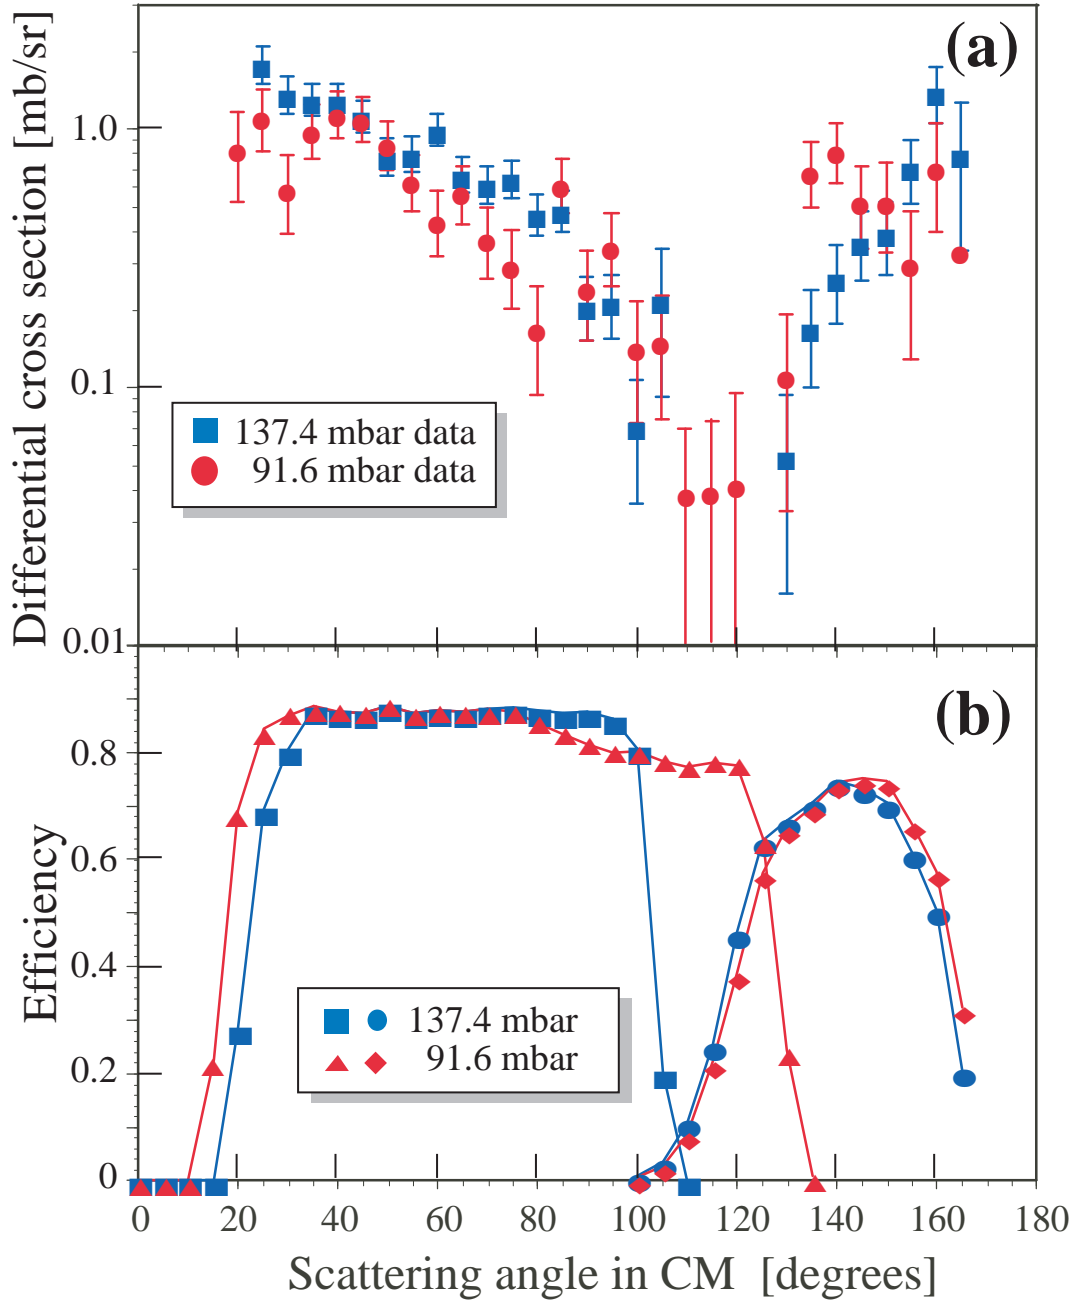 Differential cross section [mb/sr]
(a)
1.0
0.1
0.01
137.4 mbar data
91.6 mbar data
(b)
Efficiency
0.8
0.6
0.4
0.2
0
137.4 mbar
91.6 mbar
0 20 40 60 80 100 120 140 160 180
Scattering angle in CM [degrees]